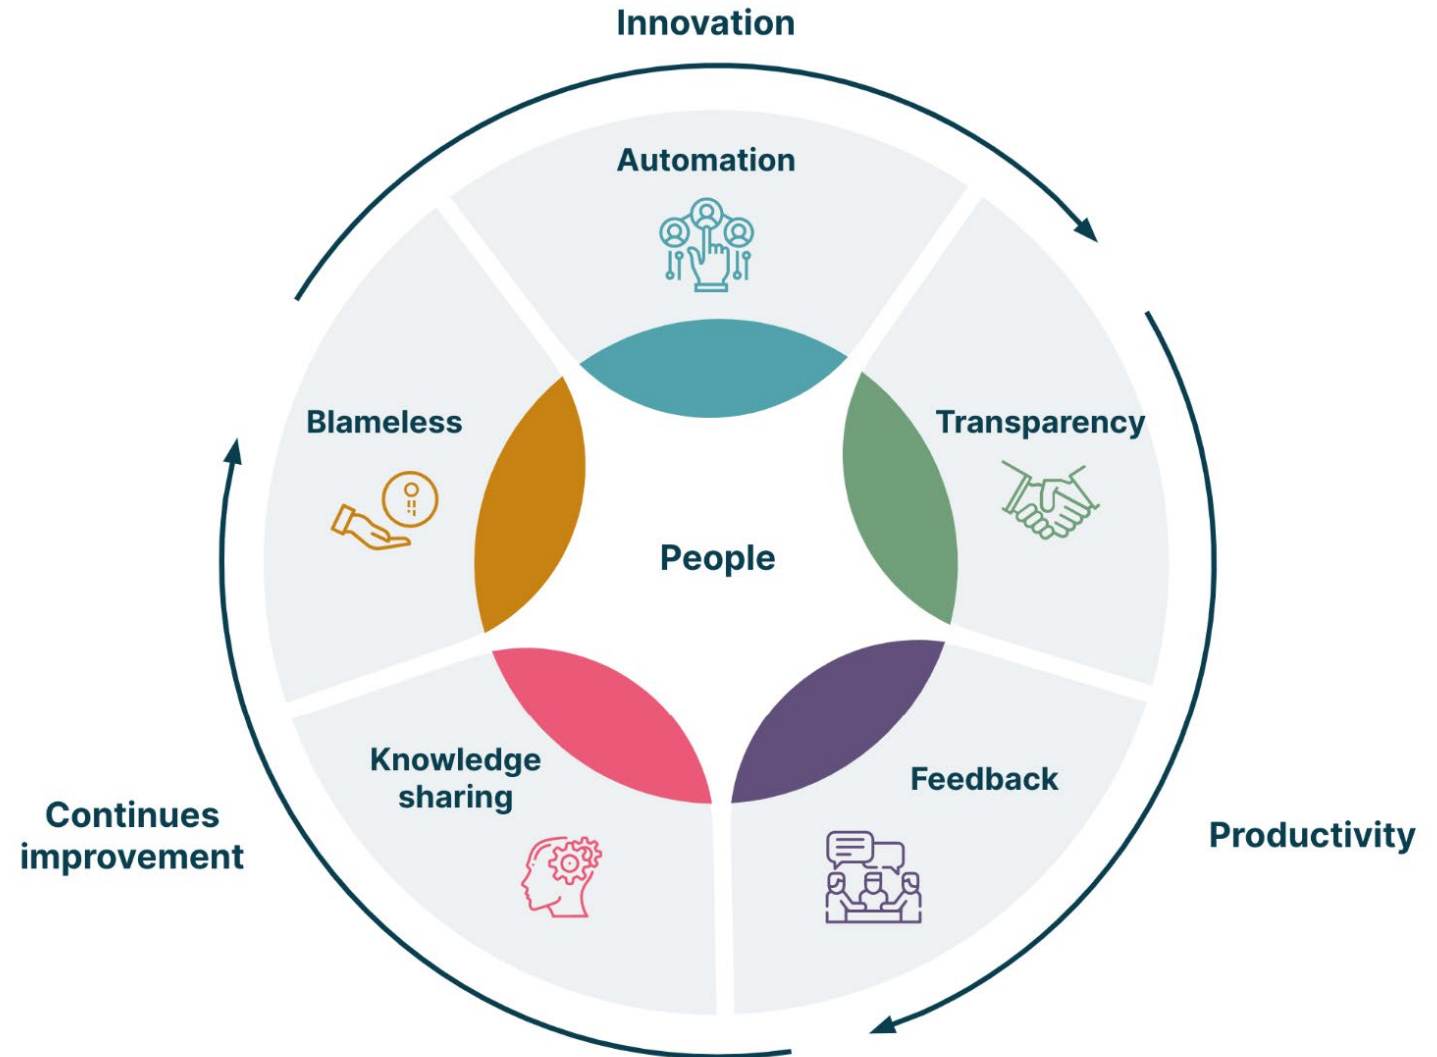 Innovation
Automation
Blameless
Transparency
People
Knowledge
sharing
Feedback
Continues
improvement
Productivity